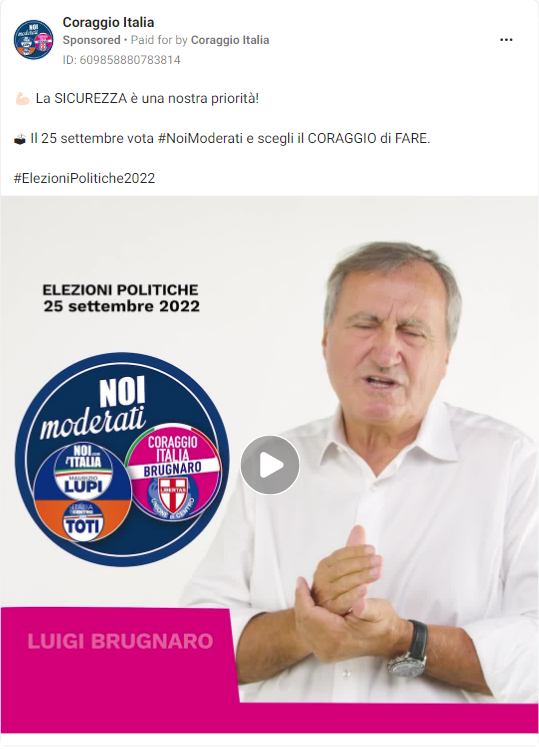 Coraggio Italia
Sponsored • Paid for by Coraggio Italia
ID: 609858880783814
💪🏻 La SICUREZZA è una nostra priorità!
🗳 Il 25 settembre vota #NoiModerati e scegli il CORAGGIO di FARE.
#ElezioniPolitiche2022
ELEZIONI POLITICHE
25 settembre 2022
NOI
moderati
NOI CON
l'ITALIA
MAURIZIO
LUPI
ITALIA
AL CENTRO
CON
TOTI
CORAGGIO
ITALIA
BRUGNARO
LIBERTAS
UNIONE DI CENTRO
LUIGI BRUGNARO